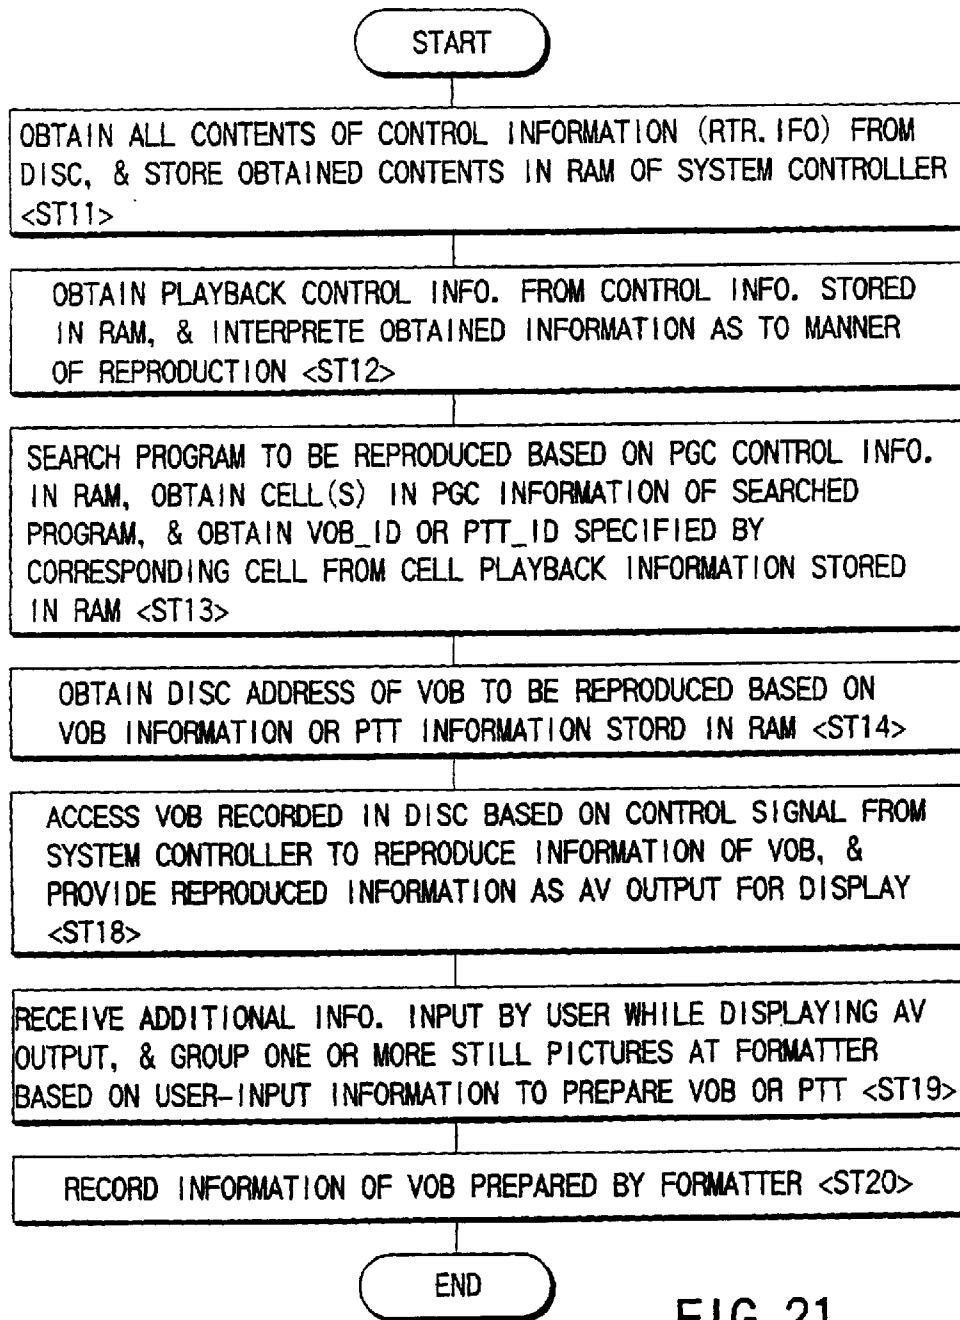 START
OBTAIN ALL CONTENTS OF CONTROL INFORMATION (RTR.IFO) FROM
DISC, & STORE OBTAINED CONTENTS IN RAM OF SYSTEM CONTROLLER
<ST11>
OBTAIN PLAYBACK CONTROL INFO. FROM CONTROL INFO. STORED
IN RAM, & INTERPRETE OBTAINED INFORMATION AS TO MANNER
OF REPRODUCTION <ST12>
SEARCH PROGRAM TO BE REPRODUCED BASED ON PGC CONTROL INFO.
IN RAM, OBTAIN CELL(S) IN PGC INFORMATION OF SEARCHED
PROGRAM, & OBTAIN VOB_ID OR PTT_ID SPECIFIED BY
CORRESPONDING CELL FROM CELL PLAYBACK INFORMATION STORED
IN RAM <ST13>
OBTAIN DISC ADDRESS OF VOB TO BE REPRODUCED BASED ON
VOB INFORMATION OR PTT INFORMATION STORD IN RAM <ST14>
ACCESS VOB RECORDED IN DISC BASED ON CONTROL SIGNAL FROM
SYSTEM CONTROLLER TO REPRODUCE INFORMATION OF VOB, &
PROVIDE REPRODUCED INFORMATION AS AV OUTPUT FOR DISPLAY
<ST18>
RECEIVE ADDITIONAL INFO. INPUT BY USER WHILE DISPLAYING AV
OUTPUT, & GROUP ONE OR MORE STILL PICTURES AT FORMATTER
BASED ON USER-INPUT INFORMATION TO PREPARE VOB OR PTT <ST19>
RECORD INFORMATION OF VOB PREPARED BY FORMATTER <ST20>
END
FIG. 21